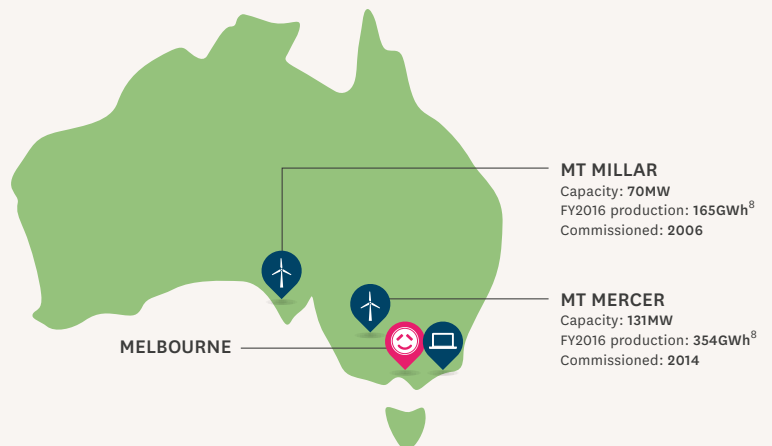 MT MILLAR
Capacity: 70MW
FY2016 production: 165GWh⁸
Commissioned: 2006
MT MERCER
Capacity: 131MW
FY2016 production: 354GWh⁸
Commissioned: 2014
MELBOURNE